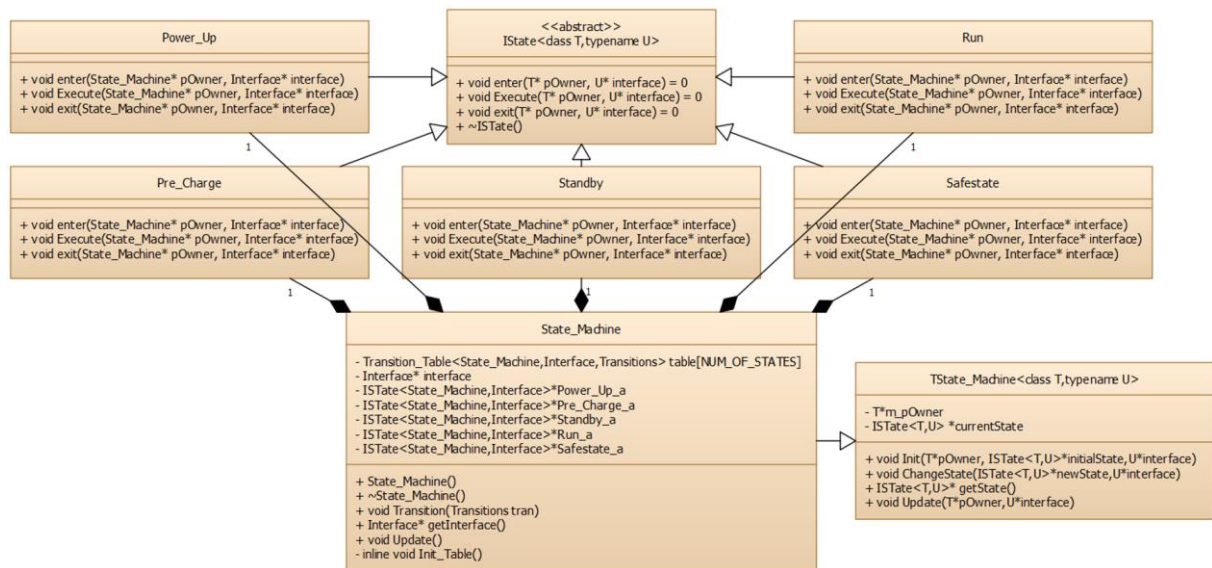 Power_Up
+ void enter(State_Machine* pOwner, Interface* interface)
+ void Execute(State_Machine* pOwner, Interface* interface)
+ void exit(State_Machine* pOwner, Interface* interface)
<<abstract>>
IState<class T,typename U>
+ void enter(T* pOwner, U* interface) = 0
+ void Execute(T* pOwner, U* interface) = 0
+ void exit(T* pOwner, U* interface) = 0
+ ~ISTate()
Run
+ void enter(State_Machine* pOwner, Interface* interface)
+ void Execute(State_Machine* pOwner, Interface* interface)
+ void exit(State_Machine* pOwner, Interface* interface)
1
1
Pre_Charge
+ void enter(State_Machine* pOwner, Interface* interface)
+ void Execute(State_Machine* pOwner, Interface* interface)
+ void exit(State_Machine* pOwner, Interface* interface)
Standby
+ void enter(State_Machine* pOwner, Interface* interface)
+ void Execute(State_Machine* pOwner, Interface* interface)
+ void exit(State_Machine* pOwner, Interface* interface)
Safestate
+ void enter(State_Machine* pOwner, Interface* interface)
+ void Execute(State_Machine* pOwner, Interface* interface)
+ void exit(State_Machine* pOwner, Interface* interface)
1
1
1
State_Machine
- Transition_Table<State_Machine,Interface,Transitions> table[NUM_OF_STATES]
- Interface* interface
- ISTate<State_Machine,Interface>*Power_Up_a
- ISTate<State_Machine,Interface>*Pre_Charge_a
- ISTate<State_Machine,Interface>*Standby_a
- ISTate<State_Machine,Interface>*Run_a
- ISTate<State_Machine,Interface>*Safestate_a
+ State_Machine()
+ ~State_Machine()
+ void Transition(Transitions tran)
+ Interface* getInterface()
+ void Update()
- inline void Init_Table()
TState_Machine<class T,typename U>
- T*m_pOwner
- ISTate<T,U> *currentState
+ void Init(T*pOwner, ISTate<T,U>*initialState,U*interface)
+ void ChangeState(ISTate<T,U>*newState,U*interface)
+ ISTate<T,U>* getState()
+ void Update(T*pOwner,U*interface)